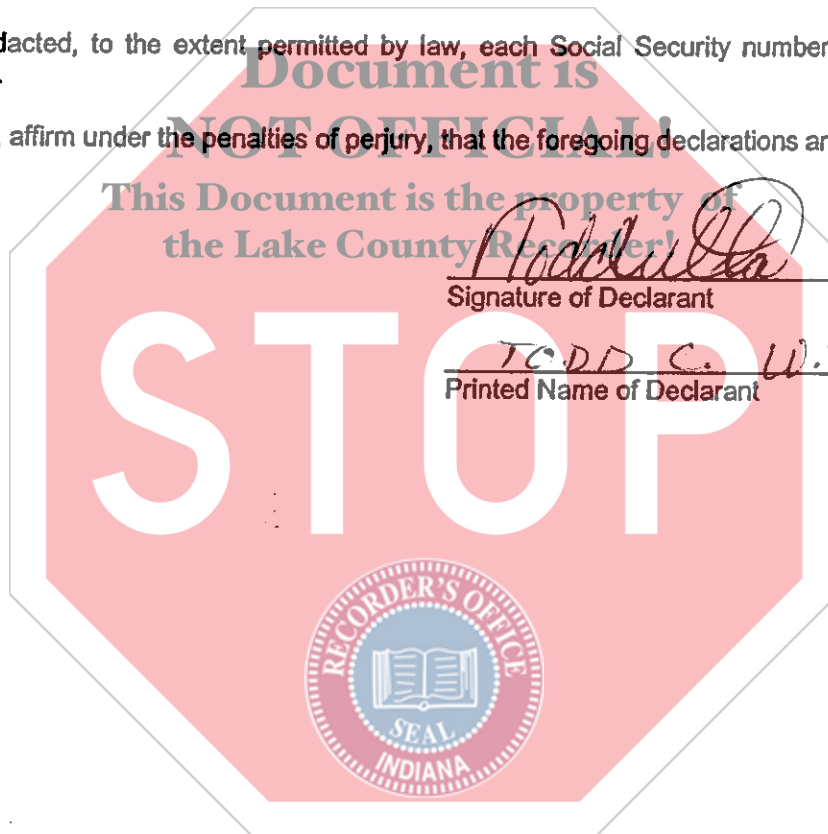 dacted, to the extent permitted by law, each Social Security number
Document is
, affirm under the penalties of perjury, that the foregoing declarations ar
NOT OFFICIAL!
This Document is the property of
the Lake County Recorder!
Signature of Declarant
TODD C. W.
Printed Name of Declarant
STOP
RECORDER'S OFFICE
SEAL
INDIANA